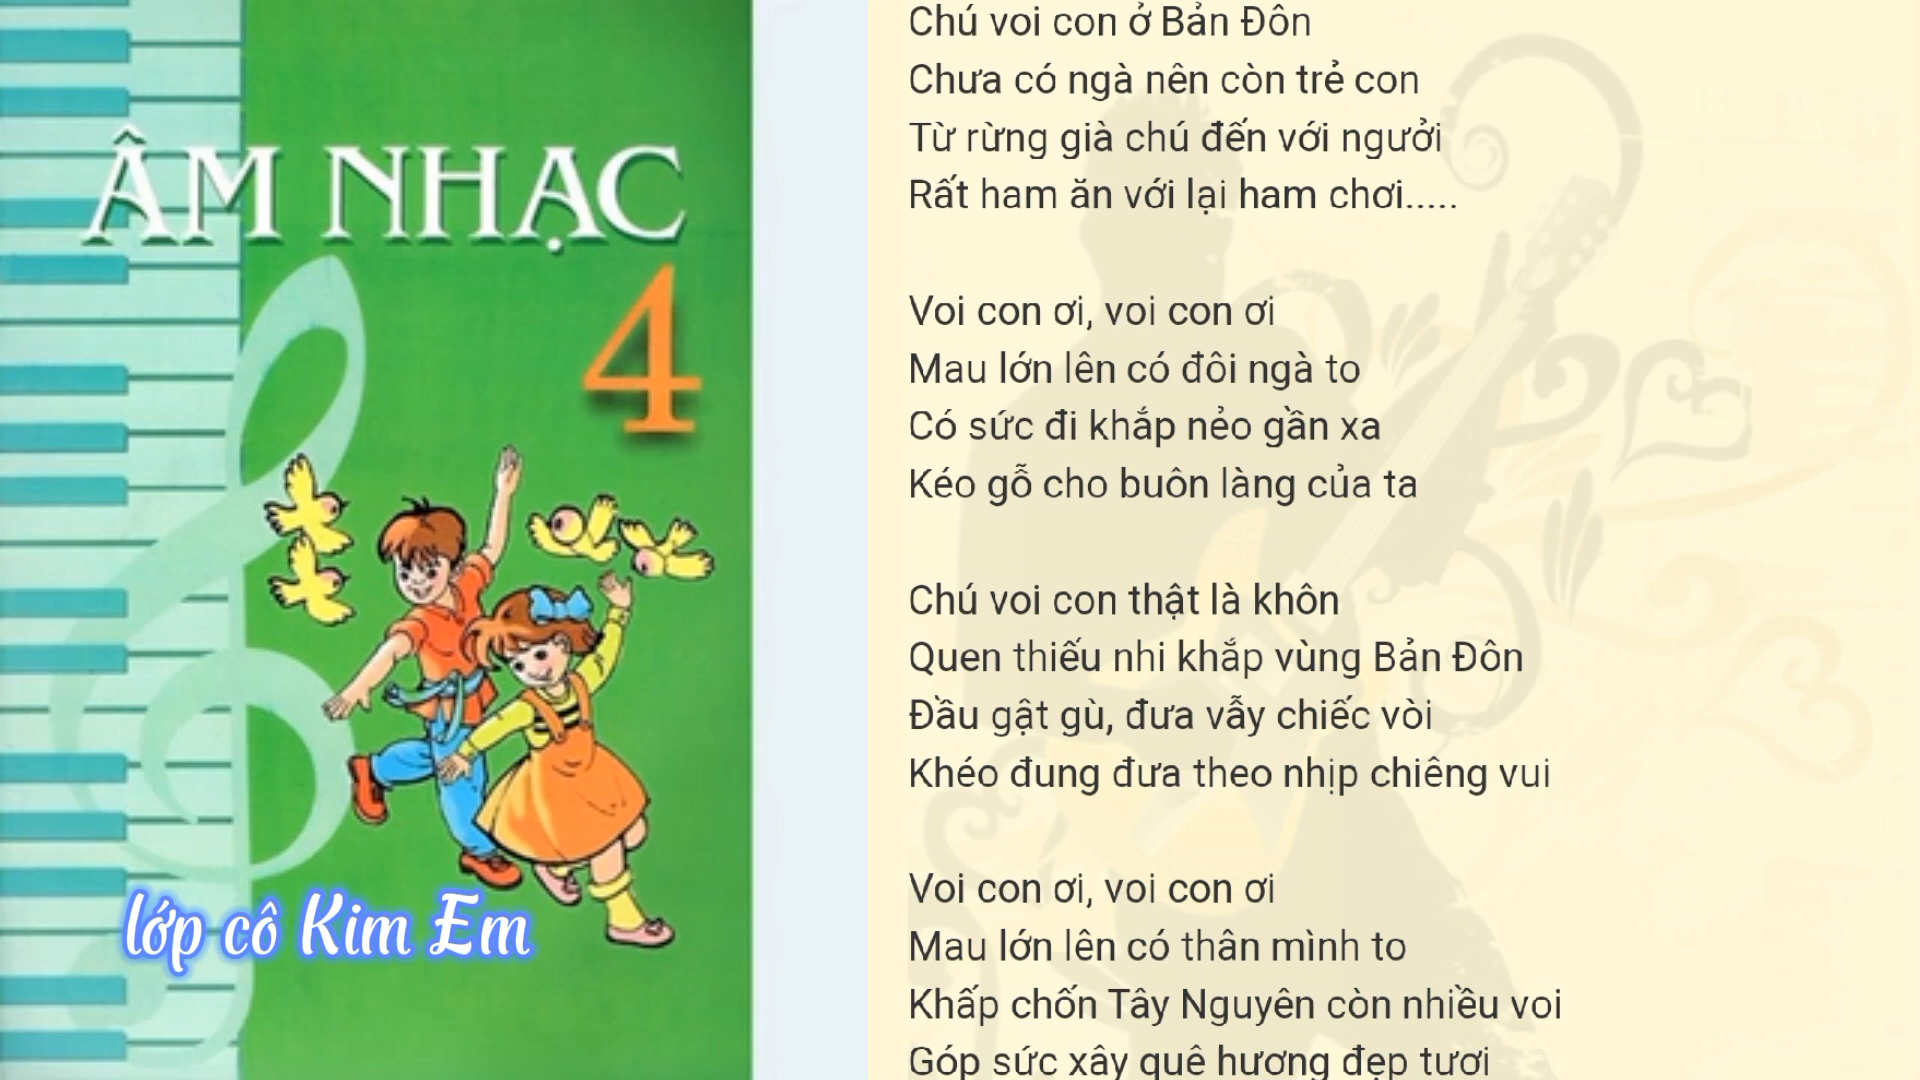 ÂM NHẠC
4
lớp cô Kim Em
Chú voi con ở Bản Đôn
Chưa có ngà nên còn trẻ con
Từ rừng già chú đến với ngưởi
Rất ham ăn với lại ham chơi.....
Voi con ơi, voi con ơi
Mau lớn lên có đôi ngà to
Có sức đi khắp nẻo gần xa
Kéo gỗ cho buôn làng của ta
Chú voi con thật là khôn
Quen thiếu nhi khắp vùng Bản Đôn
Đầu gật gù, đưa vẫy chiếc vòi
Khéo đung đưa theo nhịp chiêng vui
Voi con ơi, voi con ơi
Mau lớn lên có thân mình to
Khấp chốn Tây Nguyên còn nhiều voi
Góp sức xây quê hương đẹp tươi